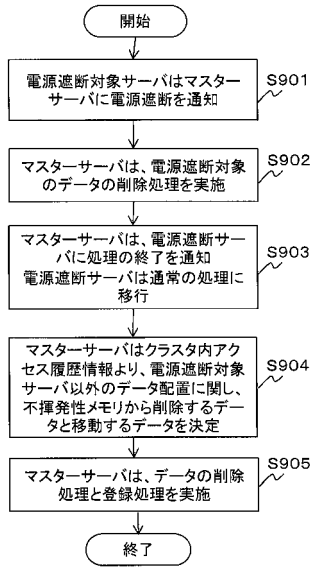 開始
電源遮断対象サーバはマスター
サーバに電源遮断を通知
S901
マスターサーバは、電源遮断対象
のデータの削除処理を実施
S902
マスターサーバは、電源遮断サー
バに処理の終了を通知
電源遮断サーバは通常の処理に
移行
S903
マスターサーバはクラスタ内アク
セス履歴情報より、電源遮断対象
サーバ以外のデータ配置に関し、
不揮発性メモリから削除するデー
タと移動するデータを決定
S904
マスターサーバは、データの削除
処理と登録処理を実施
S905
終了